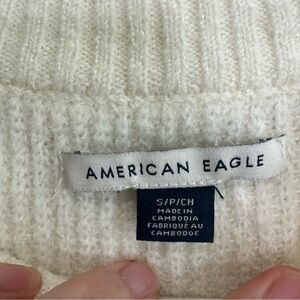 AMERICAN EAGLE
S/P/CH
MADE IN
CAMBODIA
FABRIQUÉ AU
CAMBODGE